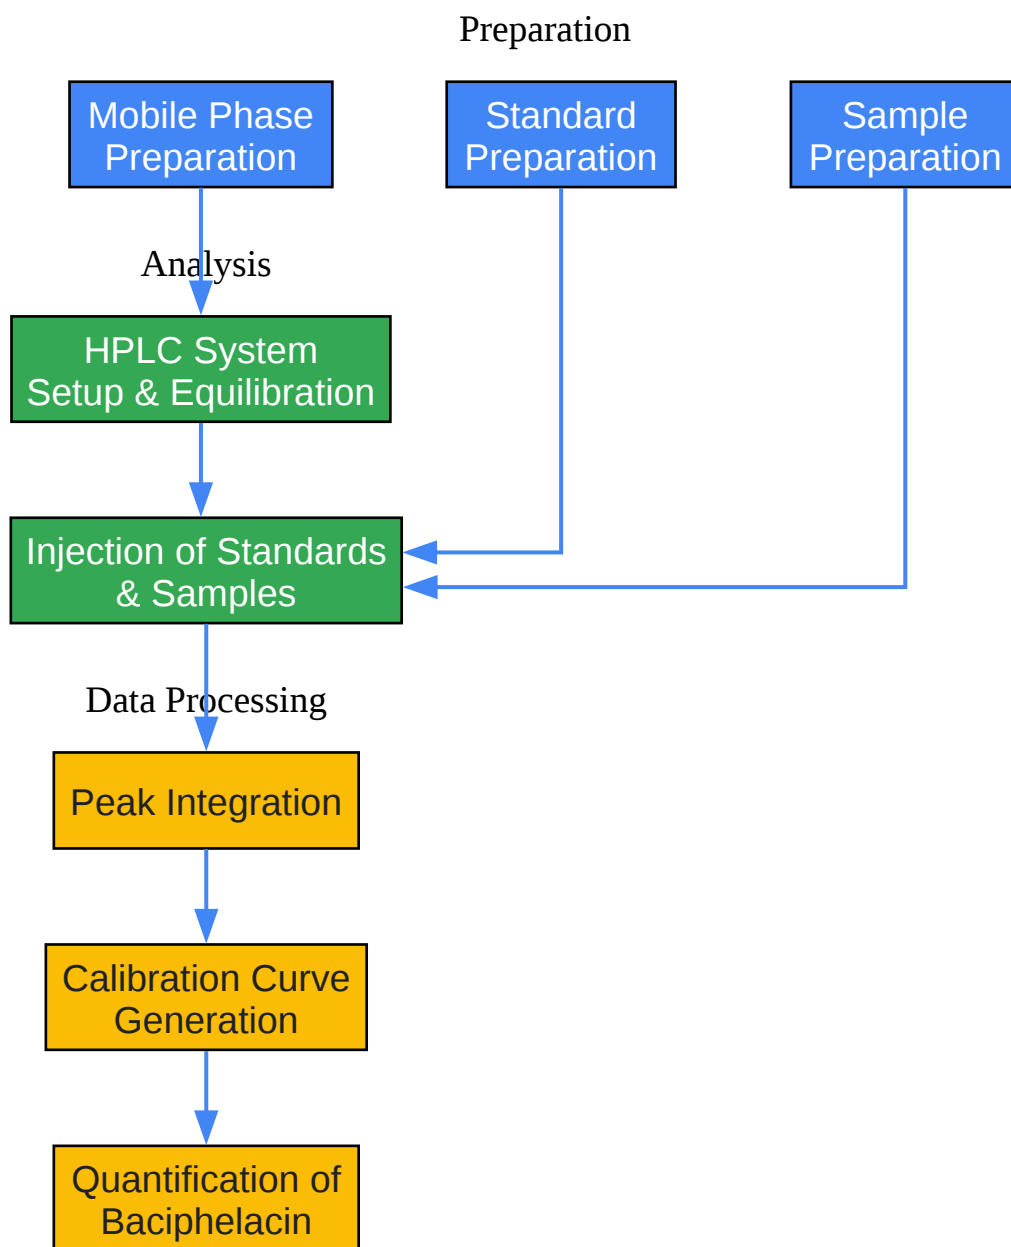 Preparation
Mobile Phase
Preparation
Standard
Preparation
Sample
Preparation
Analysis
HPLC System
Setup & Equilibration
Injection of Standards
& Samples
Data Processing
Peak Integration
Calibration Curve
Generation
Quantification of
Baciphelacin